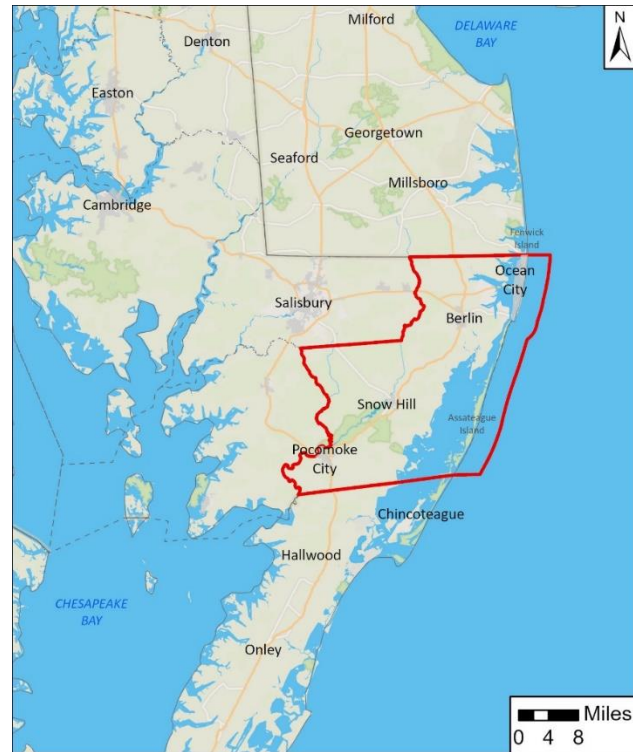 Milford
DELAWARE
BAY
N
Denton
Easton
Georgetown
Seaford
Millsboro
Cambridge
Fenwick
Island
Ocean
City
Salisbury
Berlin
Snow Hill
Assateague
Island
Pocomoke
City
Chincoteague
Hallwood
CHESAPEAKE
BAY
Onley
Miles
0 4 8